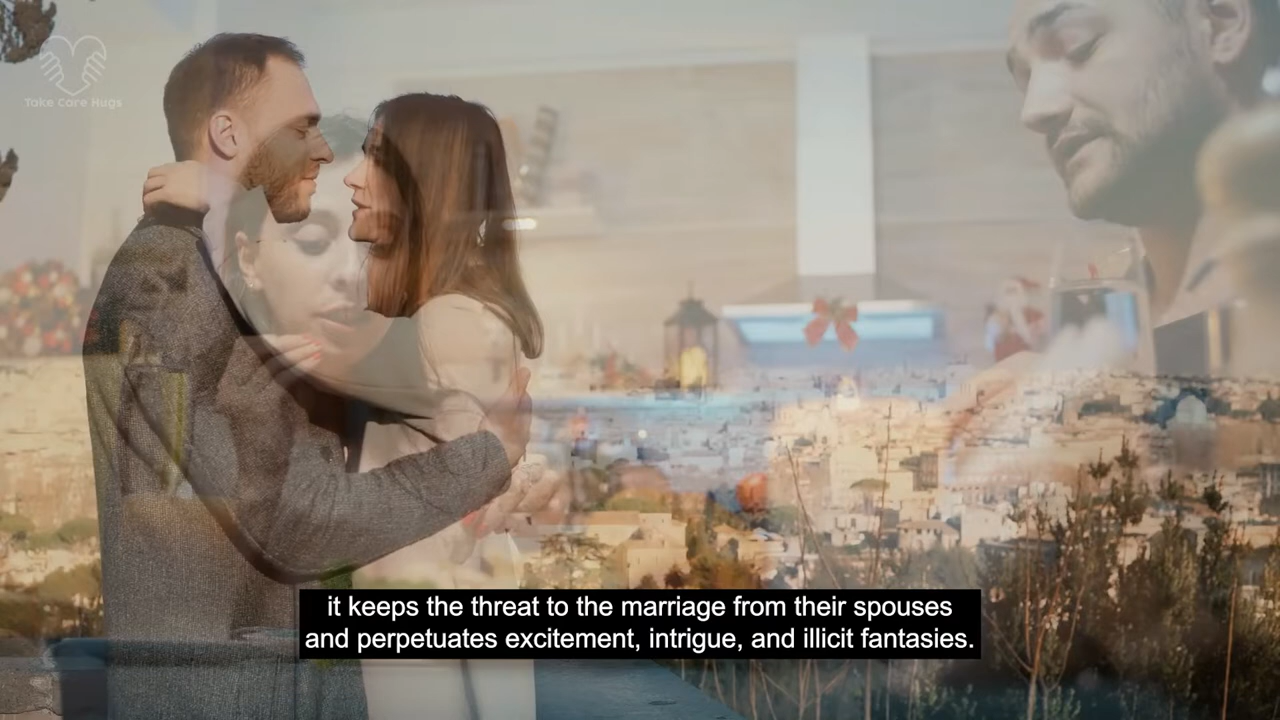 Take Care Hugs
it keeps the threat to the marriage from their spouses
and perpetuates excitement, intrigue, and illicit fantasies.